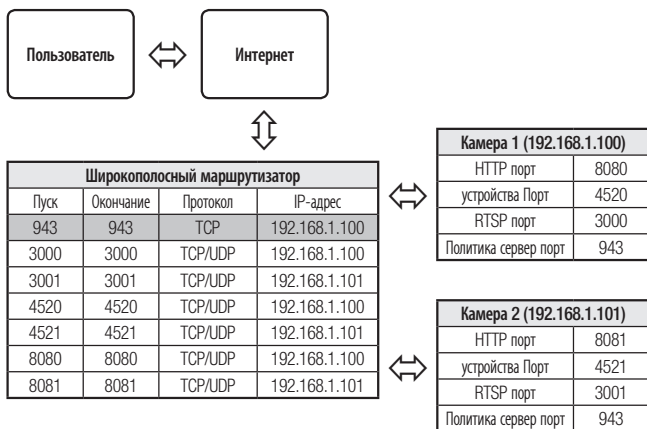 Пользователь
Интернет
Широкополосный маршрутизатор
Пуск Окончание Протокол IP-адрес
943 943 TCP 192.168.1.100
3000 3000 TCP/UDP 192.168.1.100
3001 3001 TCP/UDP 192.168.1.101
4520 4520 TCP/UDP 192.168.1.100
4521 4521 TCP/UDP 192.168.1.101
8080 8080 TCP/UDP 192.168.1.100
8081 8081 TCP/UDP 192.168.1.101
Камера 1 (192.168.1.100)
HTTP порт 8080
устройства Порт 4520
RTSP порт 3000
Политика сервер порт 943
Камера 2 (192.168.1.101)
HTTP порт 8081
устройства Порт 4521
RTSP порт 3001
Политика сервер порт 943